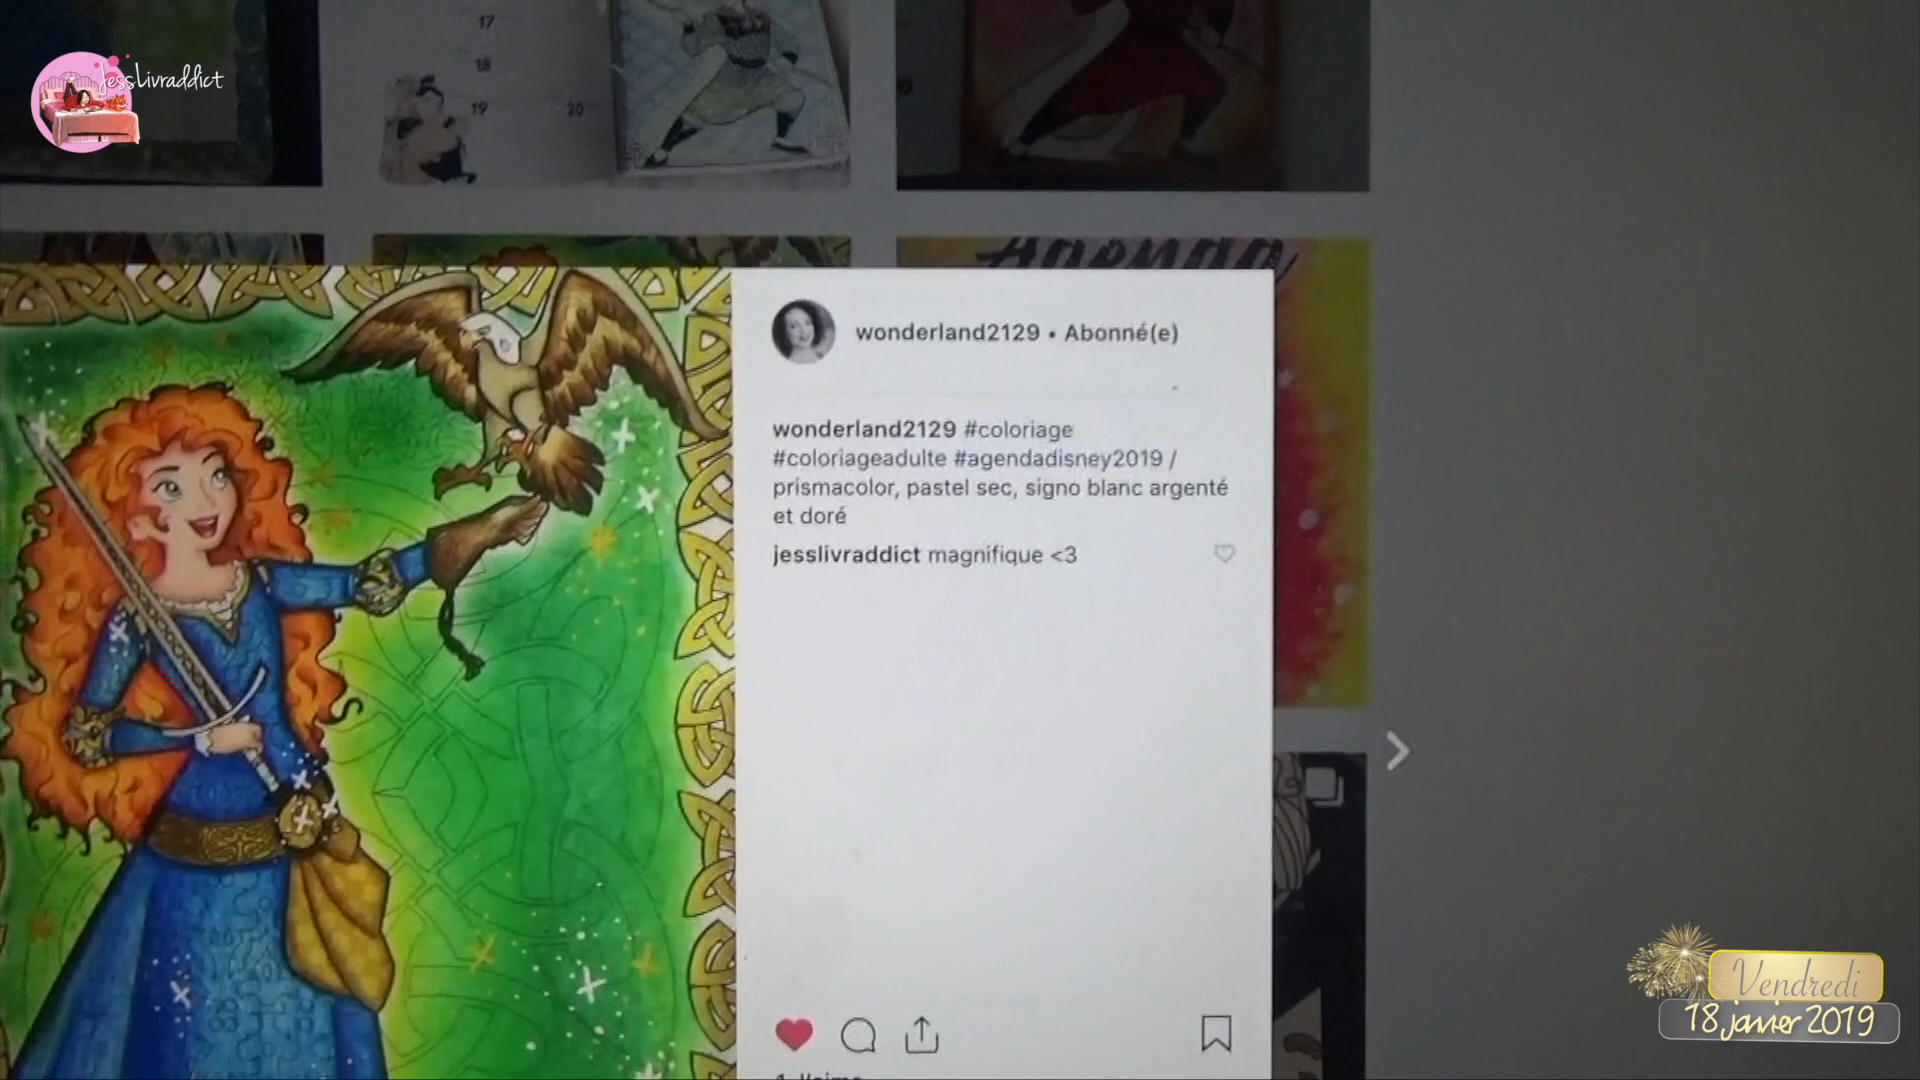 17
JessLivraddict
18
19
20
Agenda
wonderland2129 • Abonné(e)
wonderland2129 #coloriage
#coloriageadulte #agendadisney2019 /
prismacolor, pastel sec, signo blanc argenté
et doré
jesslivraddict magnifique <3
Vendredi
18 janvier 2019